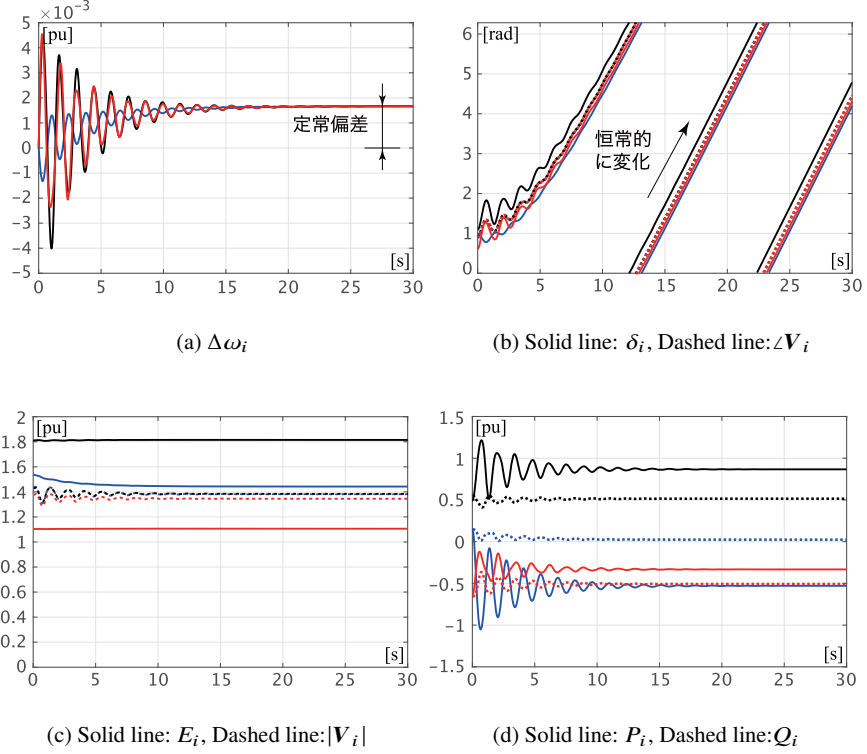 ×10⁻³
5
4
3
2
1
0
−1
−2
−3
−4
−5
[pu]
定常偏差
[s]
0 5 10 15 20 25 30
(a) Δωᵢ
6
5
4
3
2
1
0
[rad]
恒常的
に変化
[s]
0 5 10 15 20 25 30
(b) Solid line: δᵢ, Dashed line:∠Vᵢ
2
1.8
1.6
1.4
1.2
1
0.8
0.6
0.4
0.2
0
[pu]
[s]
0 5 10 15 20 25 30
(c) Solid line: Eᵢ, Dashed line:|Vᵢ|
1.5
1
0.5
0
−0.5
−1
−1.5
[pu]
[s]
0 5 10 15 20 25 30
(d) Solid line: Pᵢ, Dashed line:Qᵢ